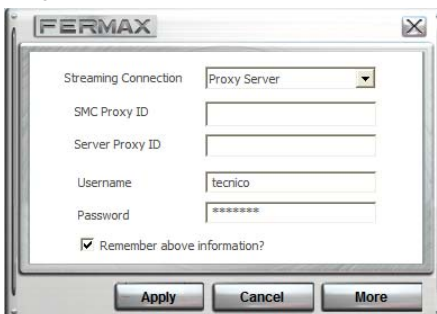 FERMAX
Streaming Connection Proxy Server
SMC Proxy ID
Server Proxy ID
Username tecnico
Password *******
Remember above information?
Apply Cancel More